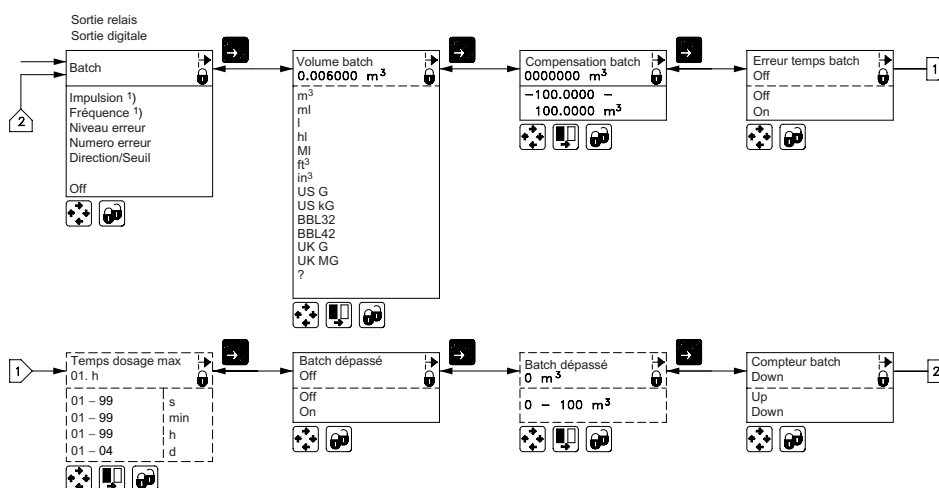 Sortie relais
Sortie digitale
Batch
Impulsion 1)
Fréquence 1)
Niveau erreur
Numero erreur
Direction/Seuil
Off
2
Volume batch
0.006000 m³
m³
ml
l
hl
Ml
ft³
in³
US G
US kG
BBL32
BBL42
UK G
UK MG
?
Compensation batch
0000000 m³
−100.0000 −
100.0000 m³
Erreur temps batch
Off
Off
On
1
1
Temps dosage max
01. h
01 – 99 s
01 – 99 min
01 – 99 h
01 – 04 d
Batch dépassé
Off
Off
On
Batch dépassé
0 m³
0 − 100 m³
Compteur batch
Down
Up
Down
2